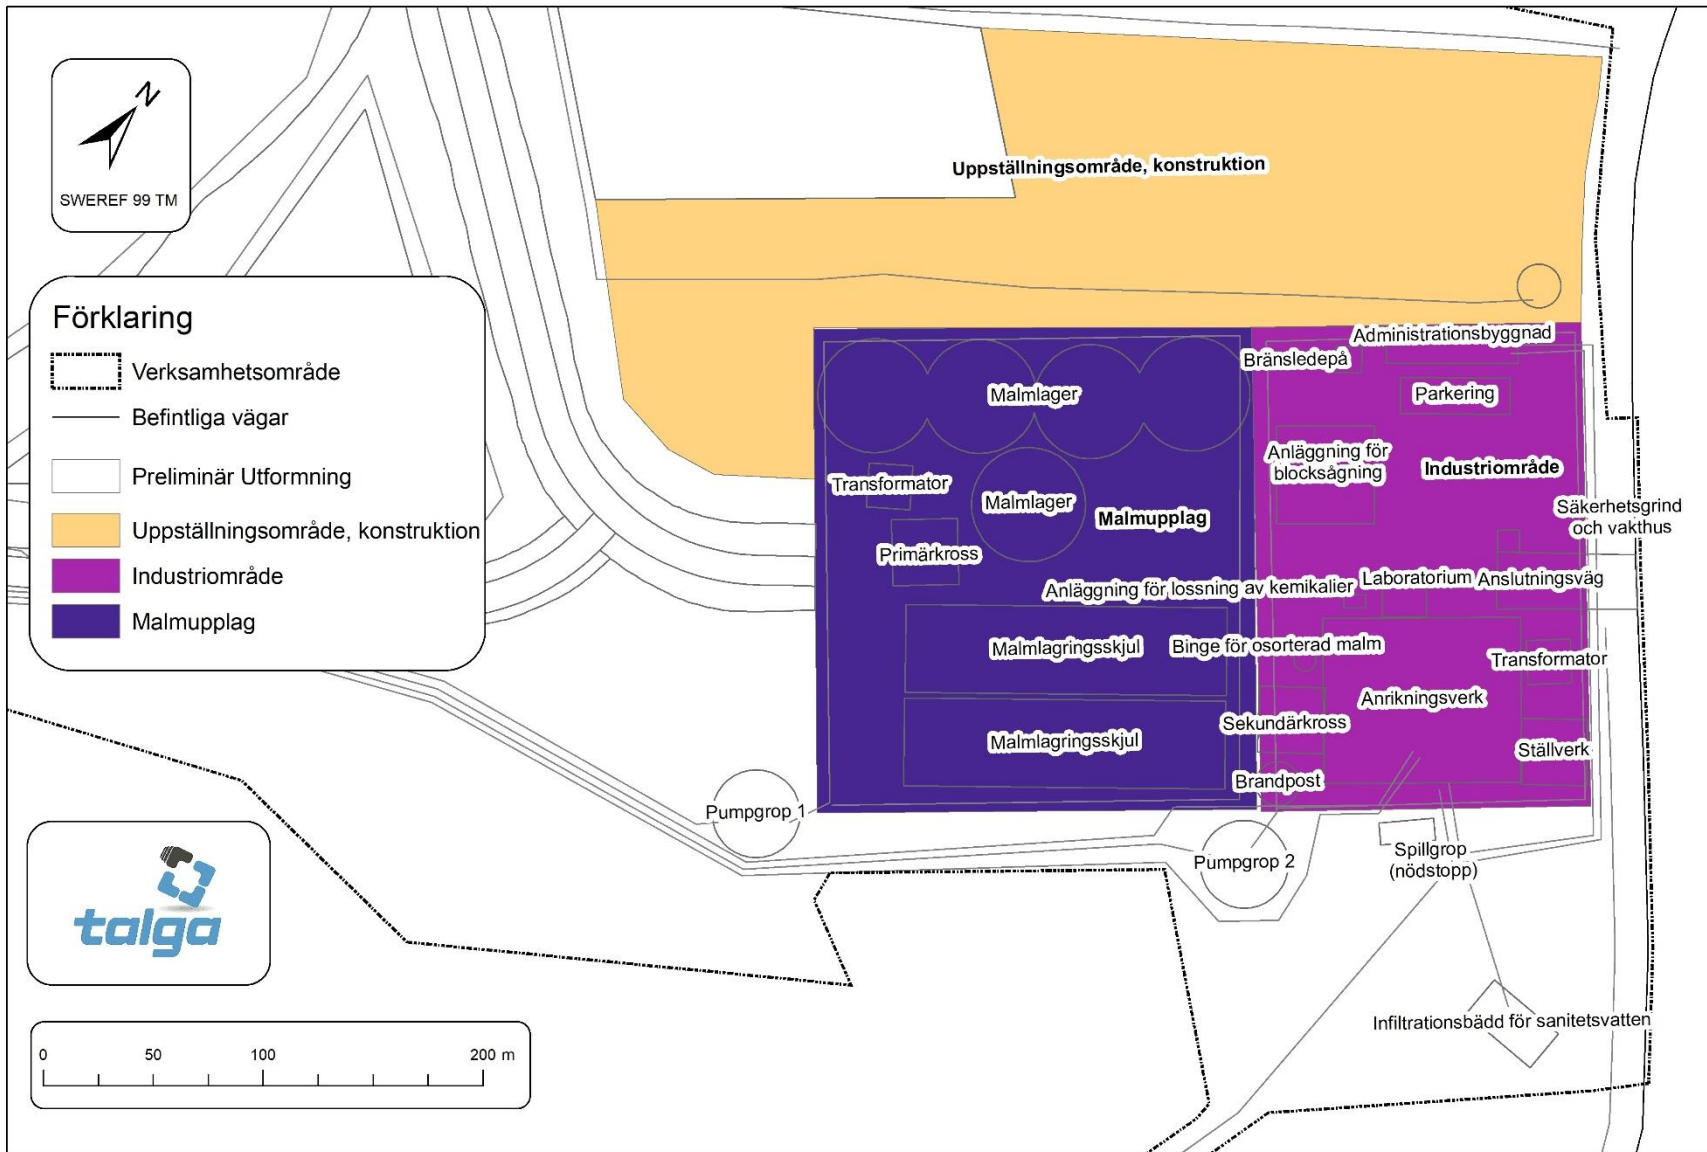 N
SWEREF 99 TM
Förklaring
Verksamhetsområde
Befintliga vägar
Preliminär Utformning
Uppställningsområde, konstruktion
Industriområde
Malmupplag
talga
0 50 100 200 m
Uppställningsområde, konstruktion
Administrationsbyggnad
Bränsledepå
Malmlager
Parkering
Anläggning för
blocksågning
Industriområde
Transformator
Malmlager
Malmupplag
Säkerhetsgrind
och vakthus
Primärkross
Anläggning för lossning av kemikalier
Laboratorium
Anslutningsväg
Malmlagringsskjul
Binge för osorterad malm
Transformator
Anrikningsverk
Sekundärkross
Malmlagringsskjul
Ställverk
Brandpost
Pumpgrop 1
Pumpgrop 2
Spillgrop
(nödstopp)
Infiltrationsbädd för sanitetsvatten